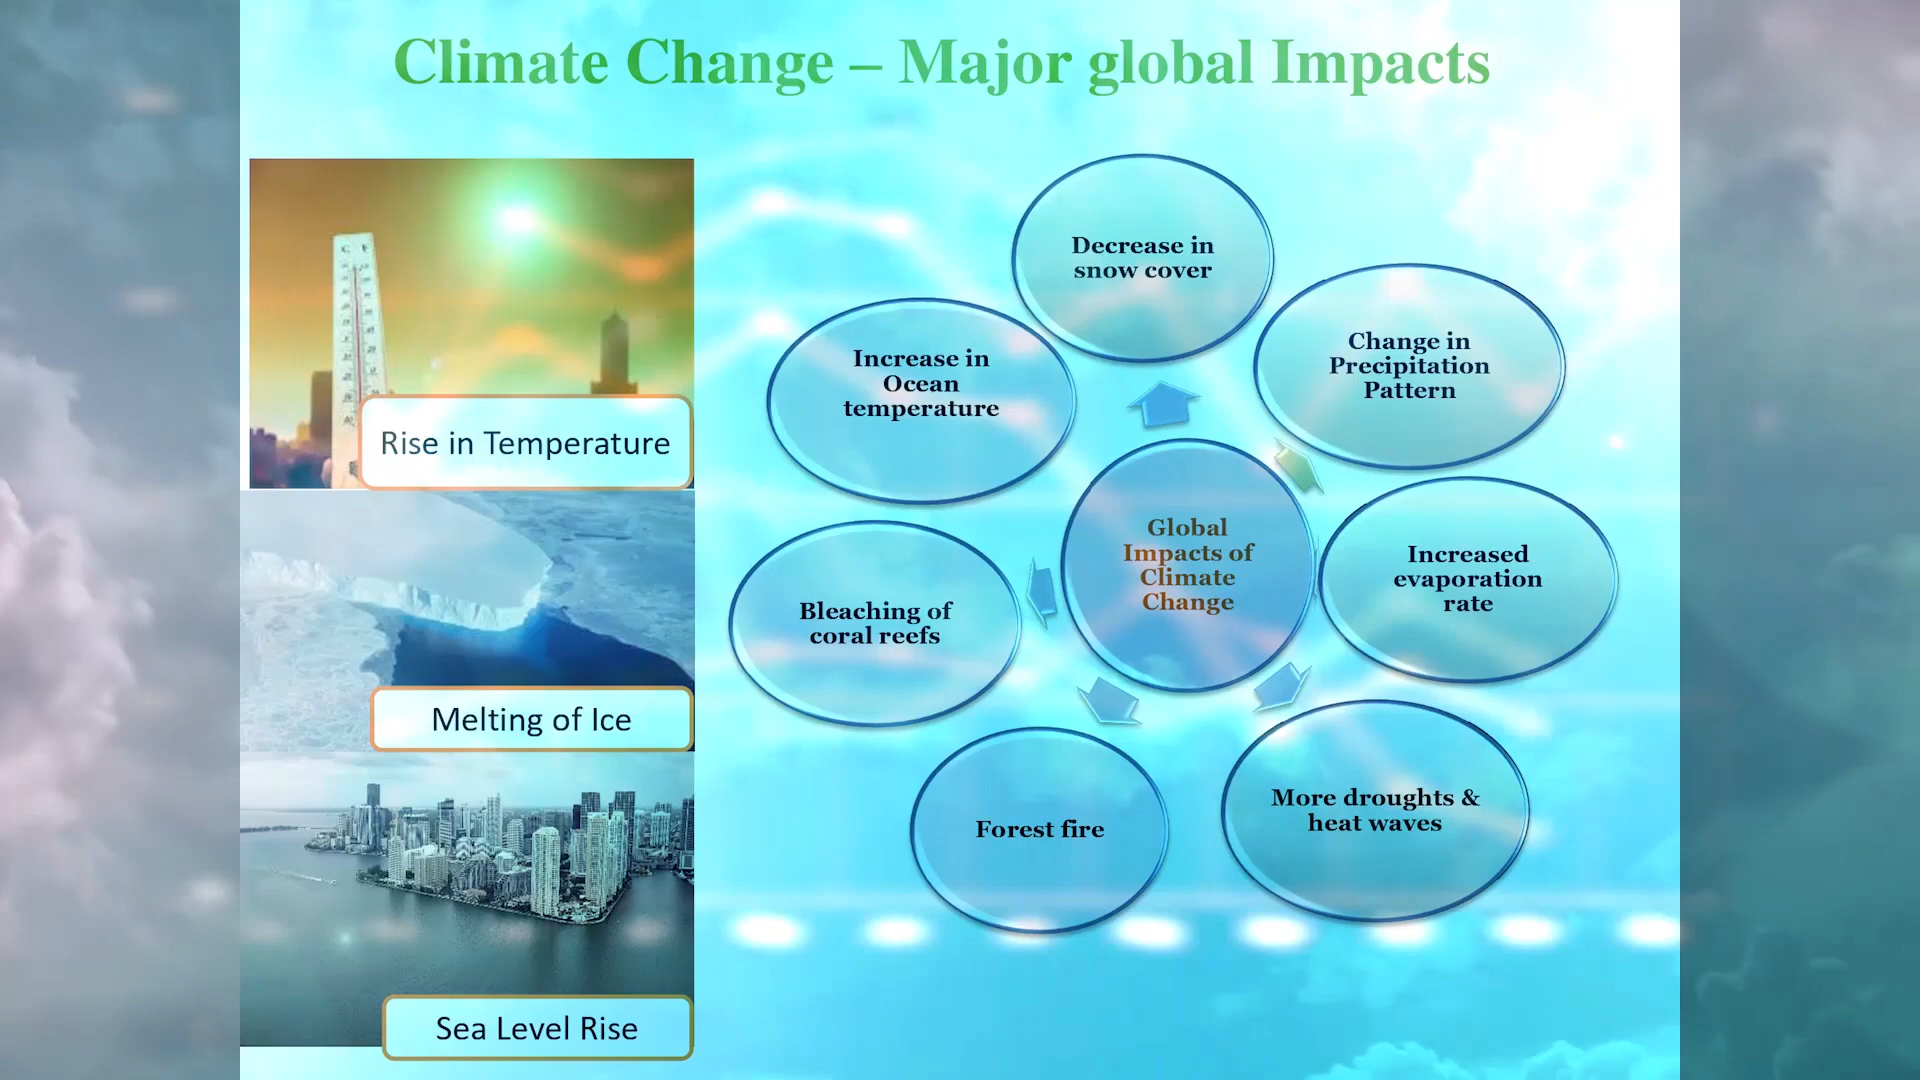 Climate Change – Major global Impacts
Rise in Temperature
Melting of Ice
Sea Level Rise
Decrease in
snow cover
Change in
Precipitation
Pattern
Increased
evaporation
rate
More droughts &
heat waves
Forest fire
Bleaching of
coral reefs
Increase in
Ocean
temperature
Global
Impacts of
Climate
Change
C F